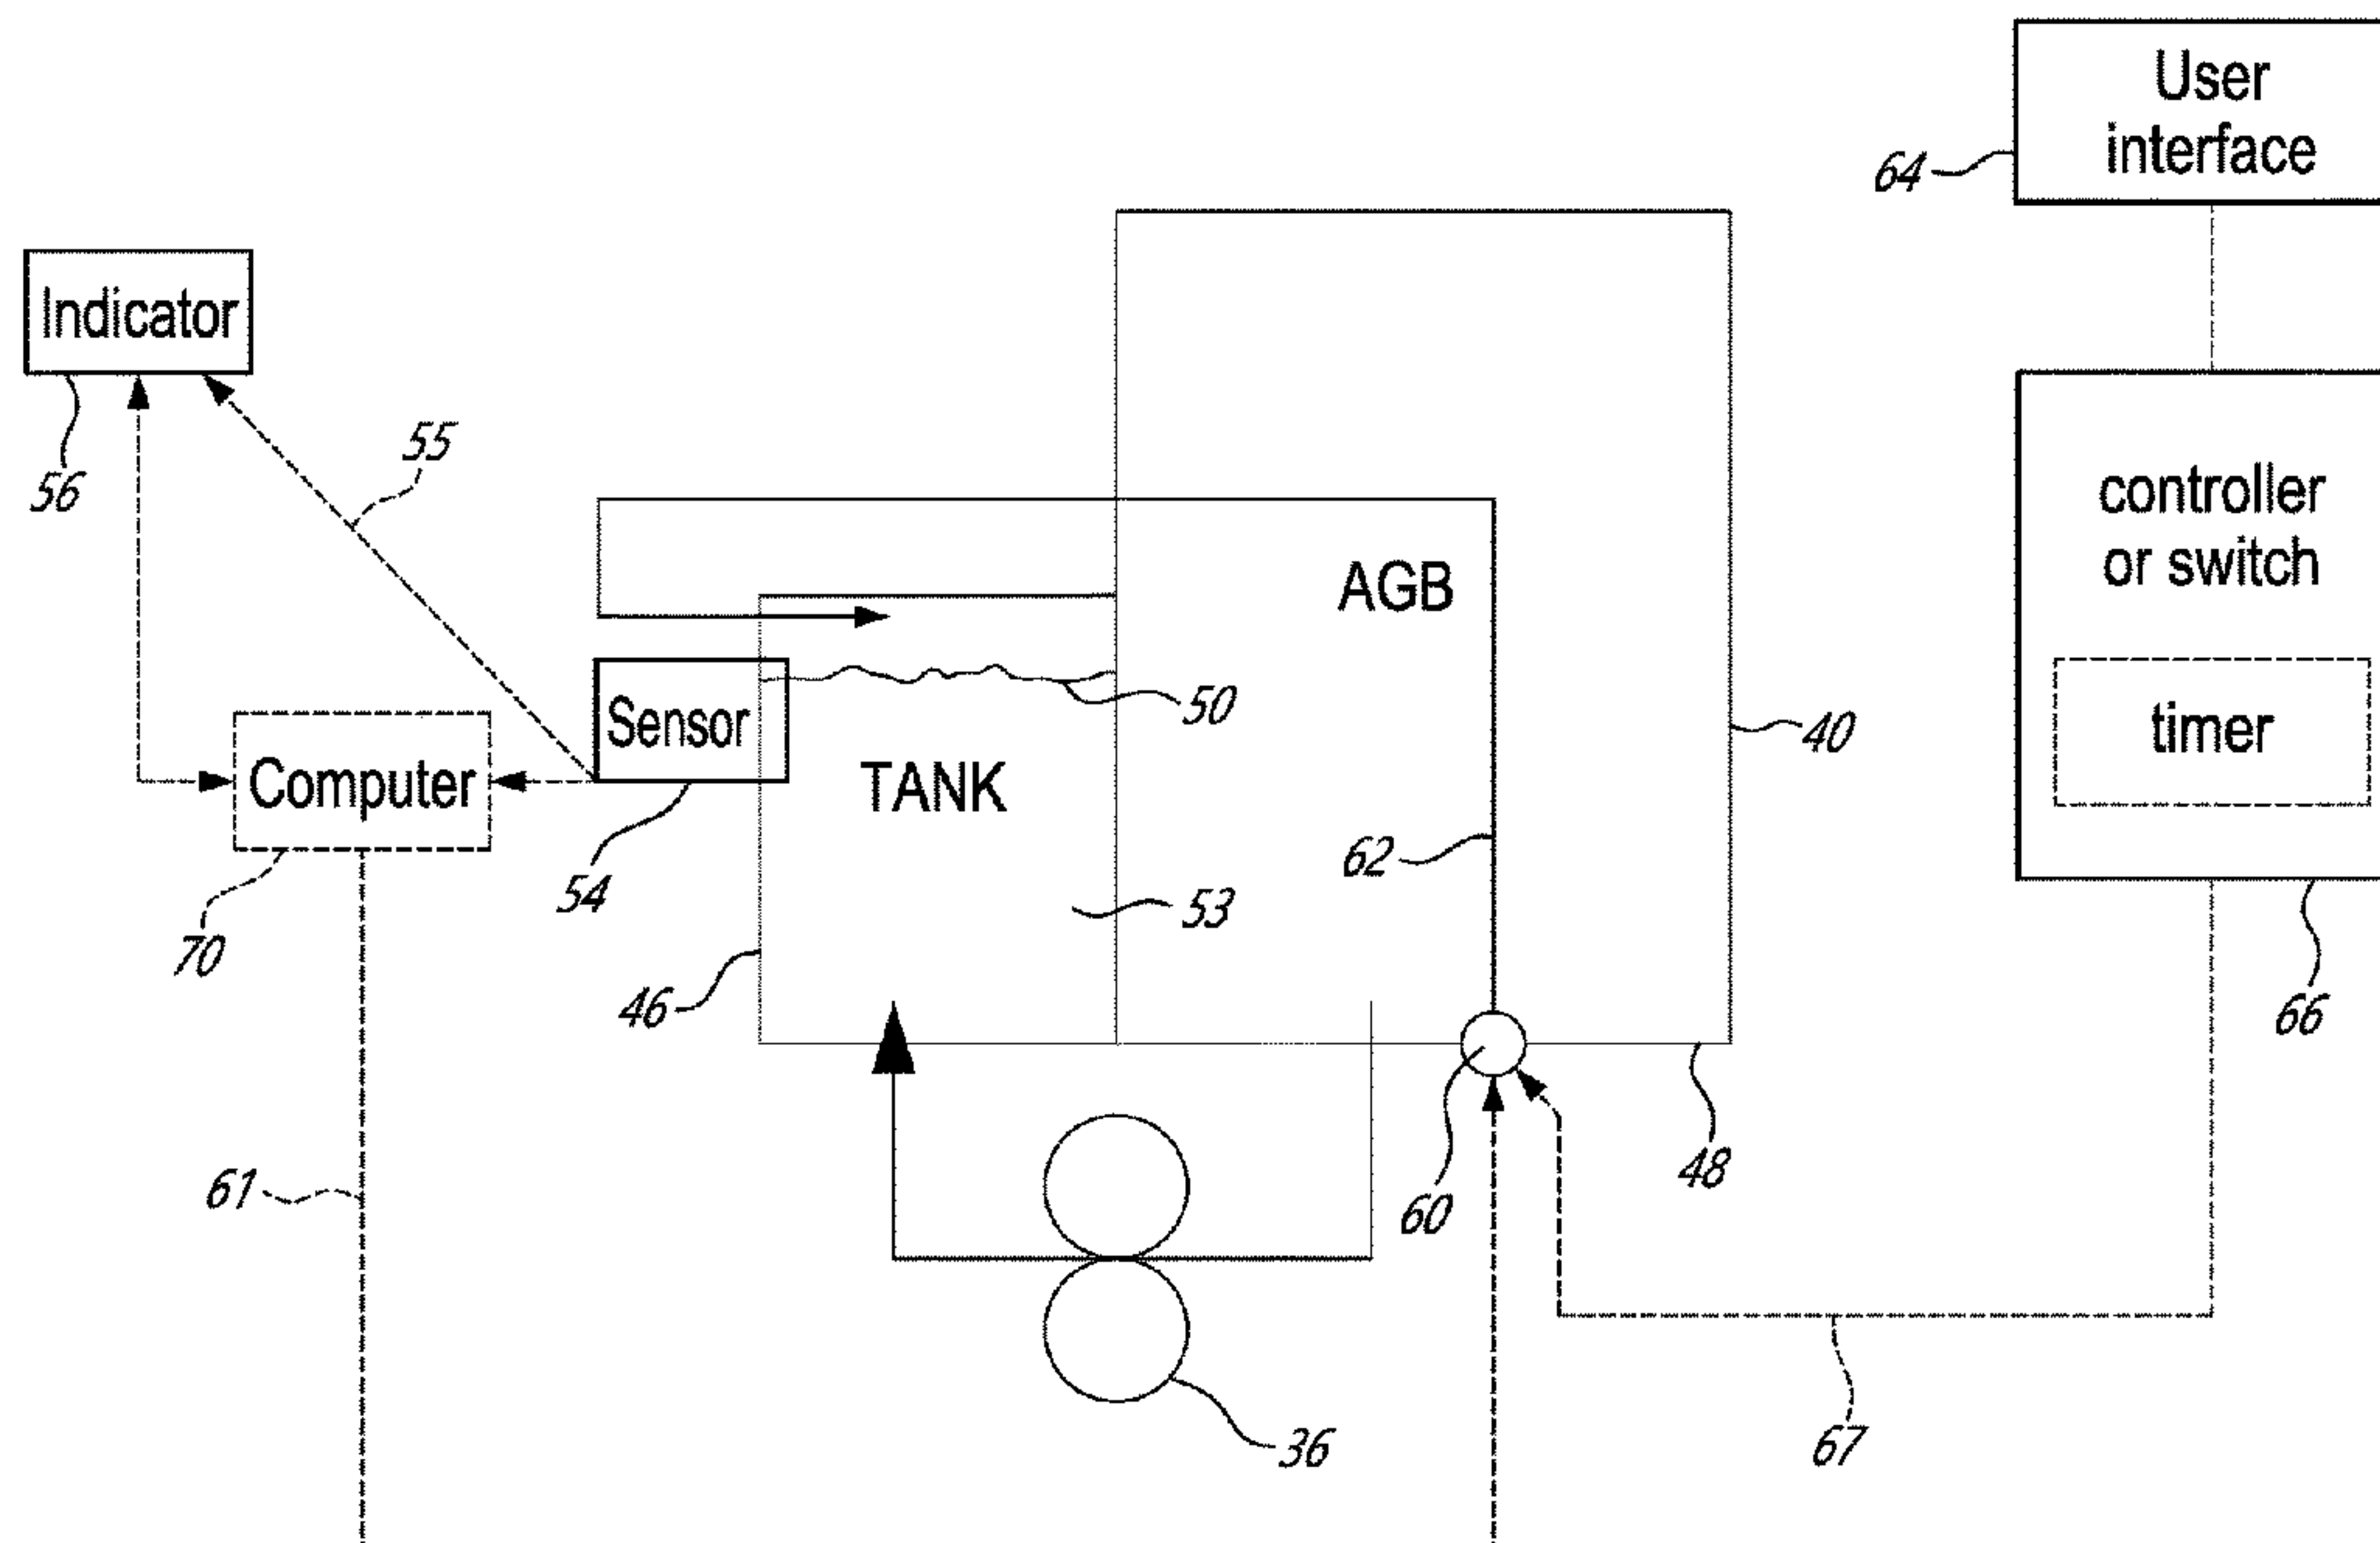 User
interface
64
Indicator
55
56
controller
or switch
AGB
50
Sensor
timer
40
TANK
Computer
62
54
53
70
46
66
48
61
60
36
67